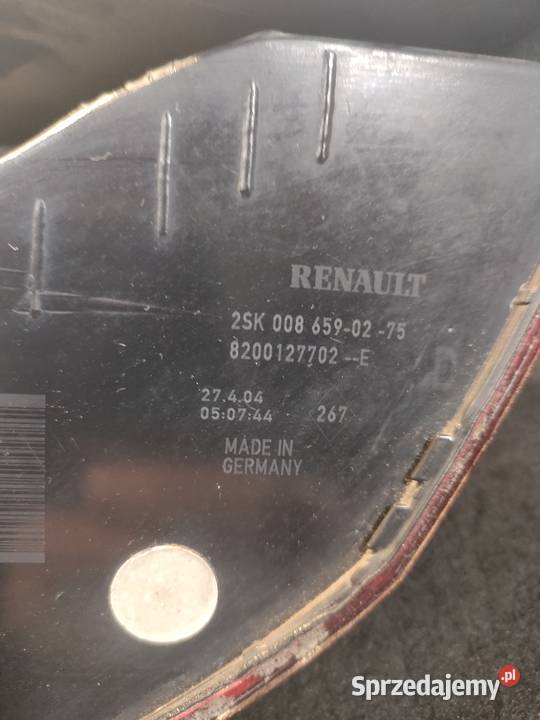 RENAULT
2SK 008 659-02 -75
8200127702 --E
D
27.4.04
05:07:44 267
MADE IN
GERMANY
Sprzedajemy.pl